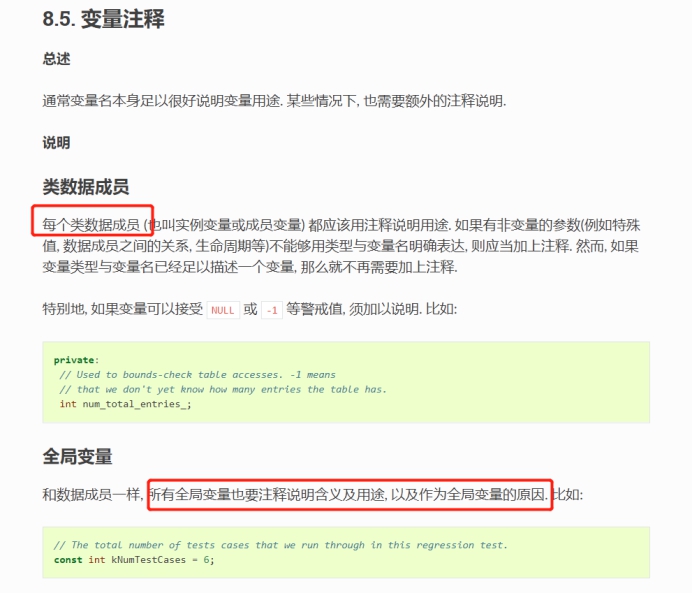 8.5. 变量注释
总述
通常变量名本身足以很好说明变量用途. 某些情况下, 也需要额外的注释说明.
说明
类数据成员
每个类数据成员 (也叫实例变量或成员变量) 都应该用注释说明用途. 如果有非变量的参数(例如特殊
值, 数据成员之间的关系, 生命周期等)不能够用类型与变量名明确表达, 则应当加上注释. 然而, 如果
变量类型与变量名已经足以描述一个变量, 那么就不再需要加上注释.
特别地, 如果变量可以接受 NULL 或 -1 等警戒值, 须加以说明. 比如:
private:
// Used to bounds-check table accesses. -1 means
// that we don't yet know how many entries the table has.
int num_total_entries_;
全局变量
和数据成员一样, 所有全局变量也要注释说明含义及用途, 以及作为全局变量的原因. 比如:
// The total number of tests cases that we run through in this regression test.
const int kNumTestCases = 6;